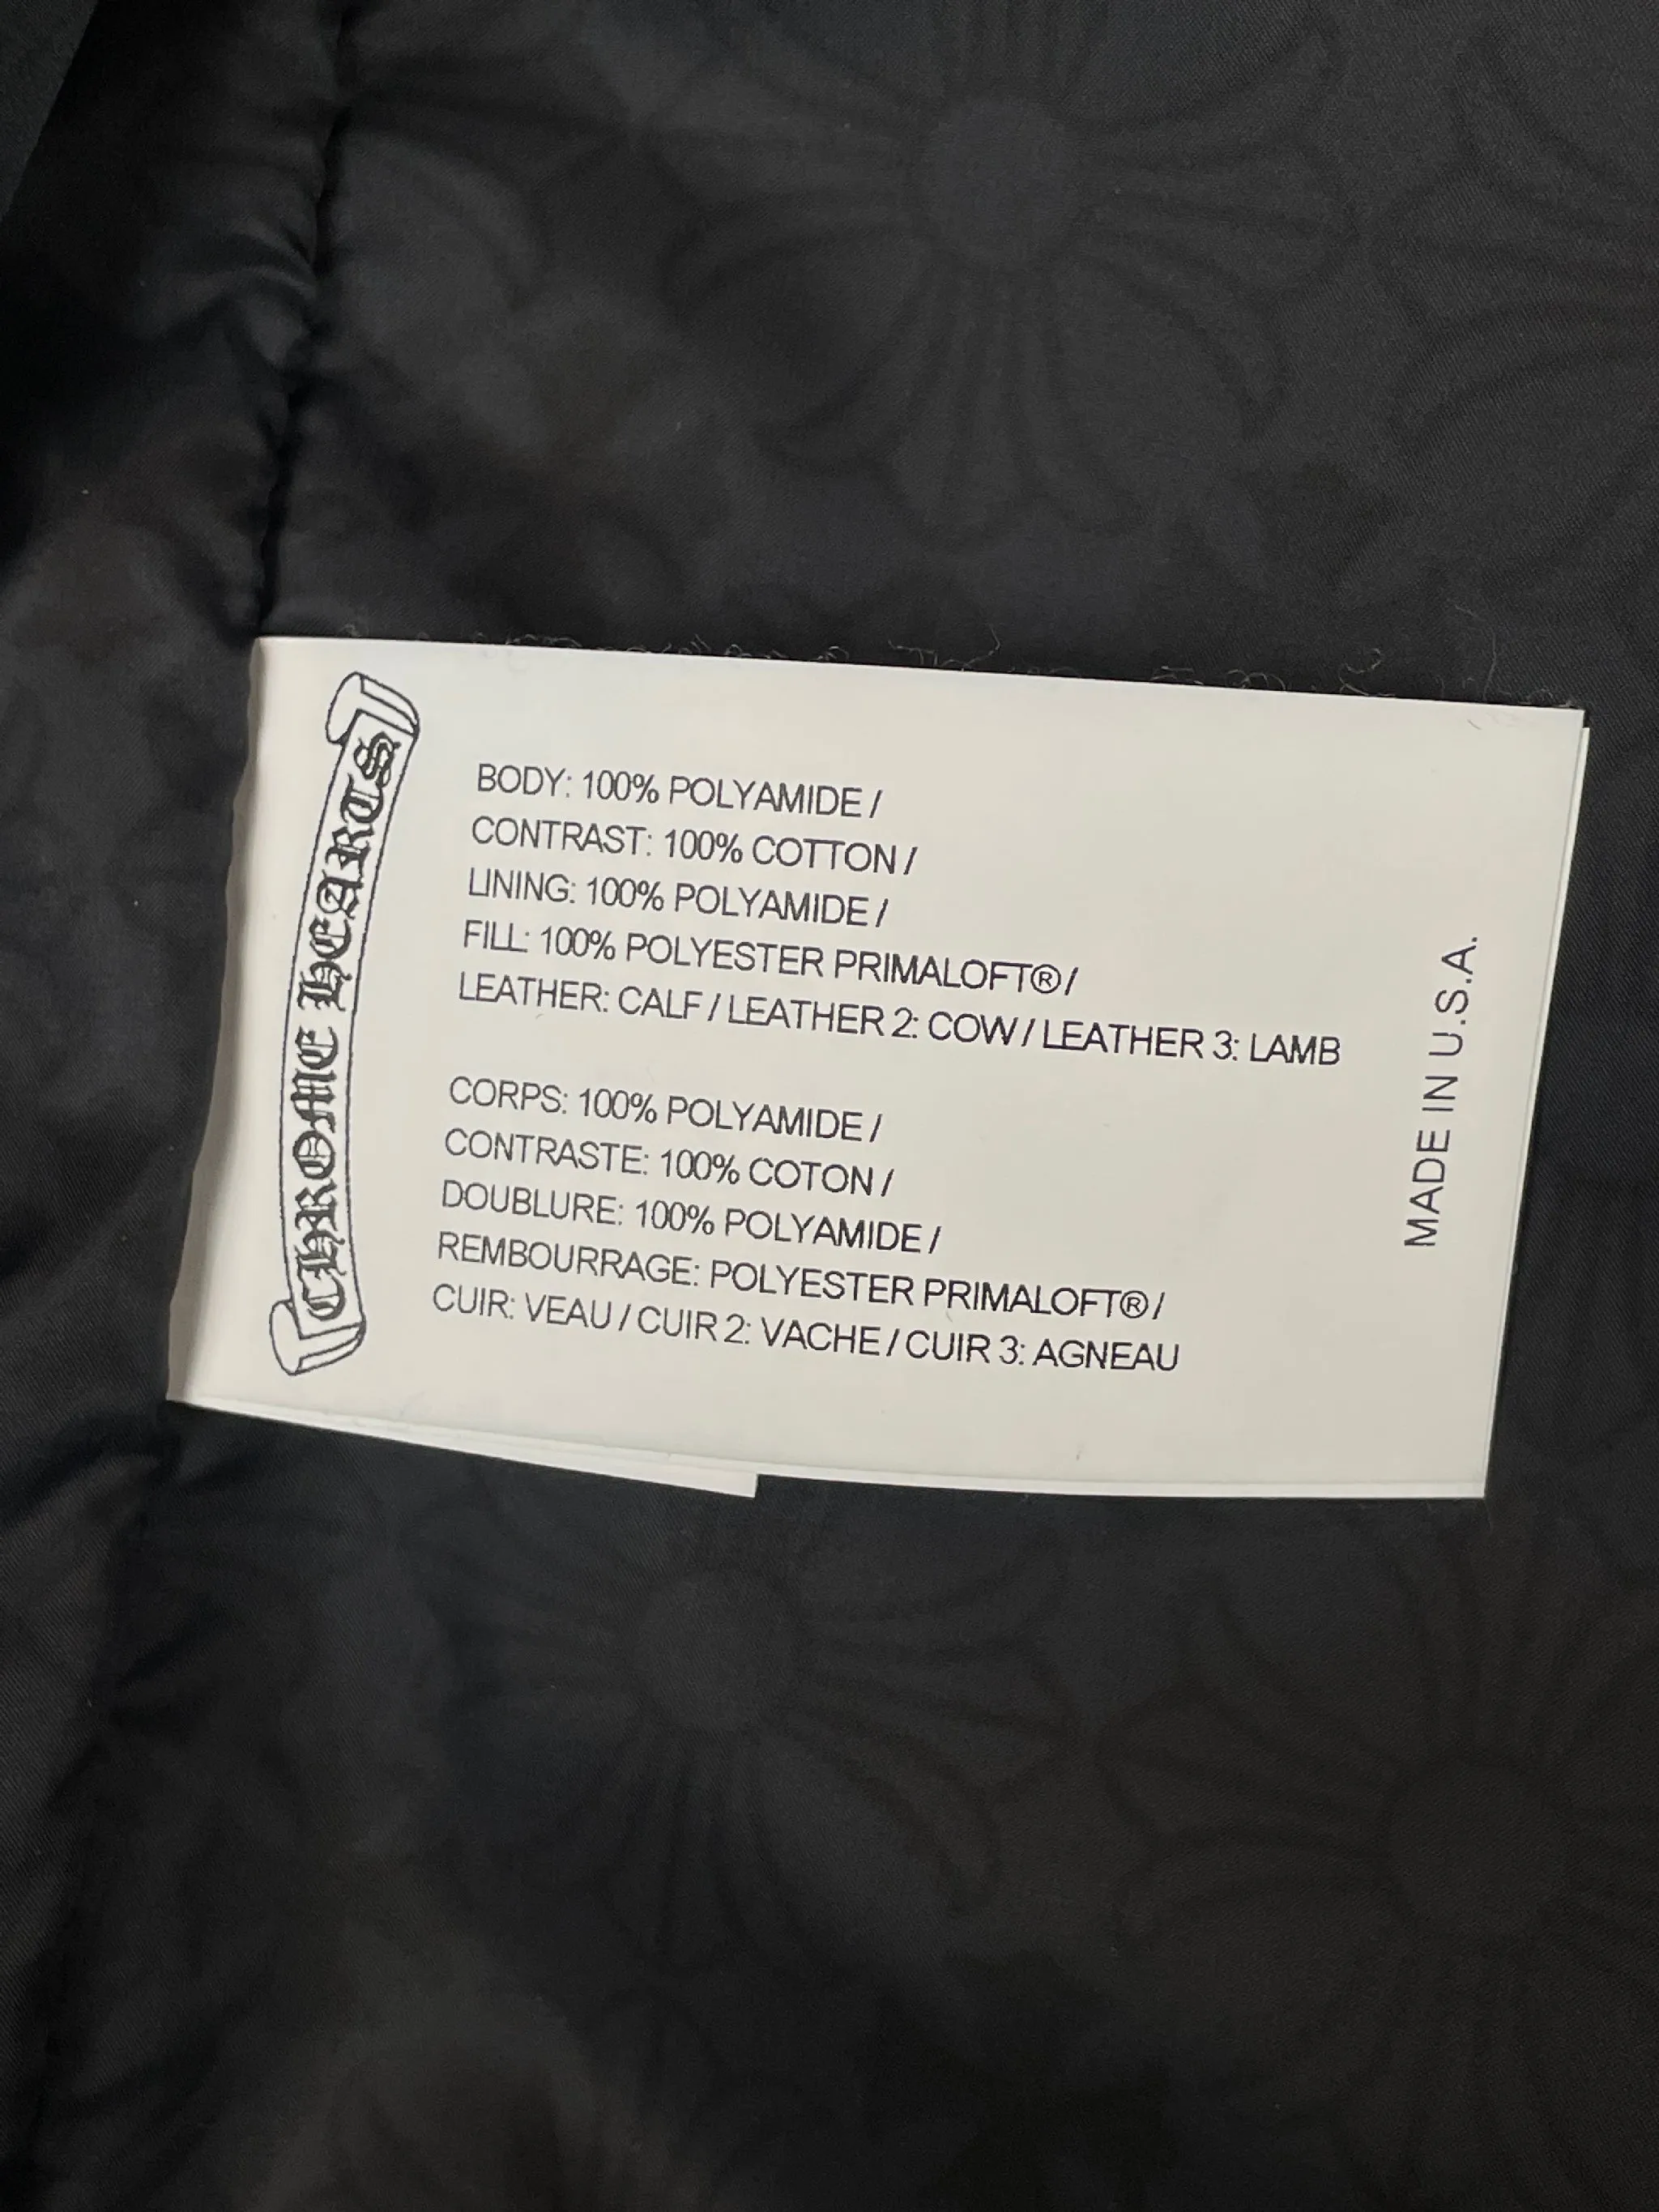 CHROME HEARTS
BODY: 100% POLYAMIDE /
CONTRAST: 100% COTTON /
LINING: 100% POLYAMIDE /
FILL: 100% POLYESTER PRIMALOFT® /
LEATHER: CALF / LEATHER 2: COW / LEATHER 3: LAMB
CORPS: 100% POLYAMIDE /
CONTRASTE: 100% COTON /
DOUBLURE: 100% POLYAMIDE /
REMBOURRAGE: POLYESTER PRIMALOFT® /
CUIR: VEAU / CUIR 2: VACHE / CUIR 3: AGNEAU
MADE IN U.S.A.